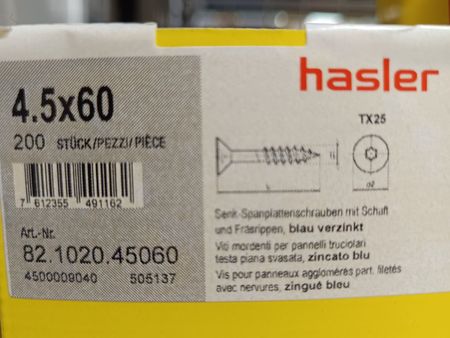 hasler
4.5x60
200 STÜCK/PEZZI/PIÈCE
7 612355 491162
Art.-Nr.
82.1020.45060
4500009040 505137
TX25
L
d2
Senk-Spanplattenschrauben mit Schaft
und Fräsrippen, blau verzinkt
Viti mordenti per pannelli truciolari
testa piana svasata, zincato blu
Vis pour panneaux agglomérés part. filetés
avec nervures, zingué bleu